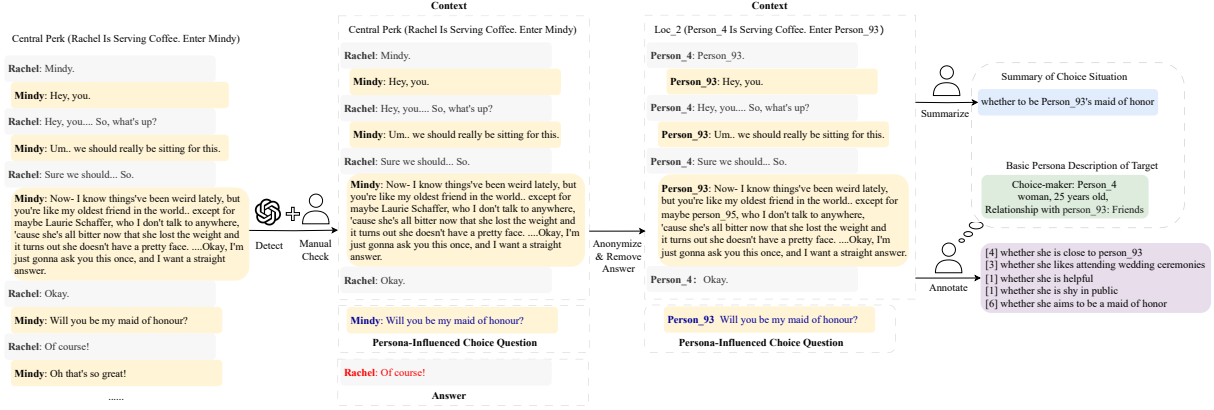 Central Perk (Rachel Is Serving Coffee. Enter Mindy)
Rachel: Mindy.
Mindy: Hey, you.
Rachel: Hey, you.... So, what's up?
Mindy: Um.. we should really be sitting for this.
Rachel: Sure we should... So.
Mindy: Now- I know things've been weird lately, but
you're like my oldest friend in the world.. except for
maybe Laurie Schaffer, who I don't talk to anywhere,
'cause she's all bitter now that she lost the weight and
it turns out she doesn't have a pretty face. ....Okay, I'm
just gonna ask you this once, and I want a straight
answer.
Rachel: Okay.
Mindy: Will you be my maid of honour?
Rachel: Of course!
Mindy: Oh that's so great!
......
Detect
Manual
Check
Context
Central Perk (Rachel Is Serving Coffee. Enter Mindy)
Rachel: Mindy.
Mindy: Hey, you.
Rachel: Hey, you.... So, what's up?
Mindy: Um.. we should really be sitting for this.
Rachel: Sure we should... So.
Mindy: Now- I know things've been weird lately, but
you're like my oldest friend in the world.. except for
maybe Laurie Schaffer, who I don't talk to anywhere,
'cause she's all bitter now that she lost the weight and
it turns out she doesn't have a pretty face. ....Okay, I'm
just gonna ask you this once, and I want a straight
answer.
Rachel: Okay.
Mindy: Will you be my maid of honour?
Persona-Influenced Choice Question
Rachel: Of course!
Answer
Anonymize
& Remove
Answer
Context
Loc_2 (Person_4 Is Serving Coffee. Enter Person_93)
Person_4: Person_93.
Person_93: Hey, you.
Person_4: Hey, you.... So, what's up?
Person_93: Um.. we should really be sitting for this.
Person_4: Sure we should... So.
Person_93: Now- I know things've been weird lately,
but you're like my oldest friend in the world.. except for
maybe person_95, who I don't talk to anywhere,
'cause she's all bitter now that she lost the weight and
it turns out she doesn't have a pretty face. ....Okay, I'm
just gonna ask you this once, and I want a straight answer.
Person_4: Okay.
Person_93 Will you be my maid of honour?
Persona-Influenced Choice Question
Summarize
Annotate
Summary of Choice Situation
whether to be Person_93's maid of honor
Basic Persona Description of Target
Choice-maker: Person_4
woman, 25 years old,
Relationship with person_93: Friends
[4] whether she is close to person_93
[3] whether she likes attending wedding ceremonies
[1] whether she is helpful
[1] whether she is shy in public
[6] whether she aims to be a maid of honor